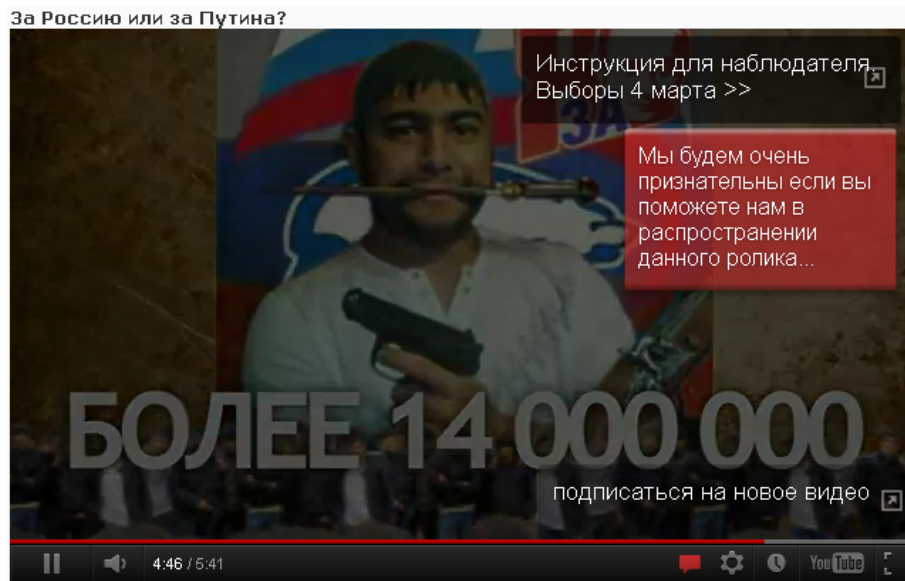 За Россию или за Путина?
Инструкция для наблюдателя.
Выборы 4 марта >>
ЗА
Мы будем очень
признательны если вы
поможете нам в
распространении
данного ролика...
БОЛЕЕ 14 000 000
подписаться на новое видео
4:46 / 5:41
YouTube